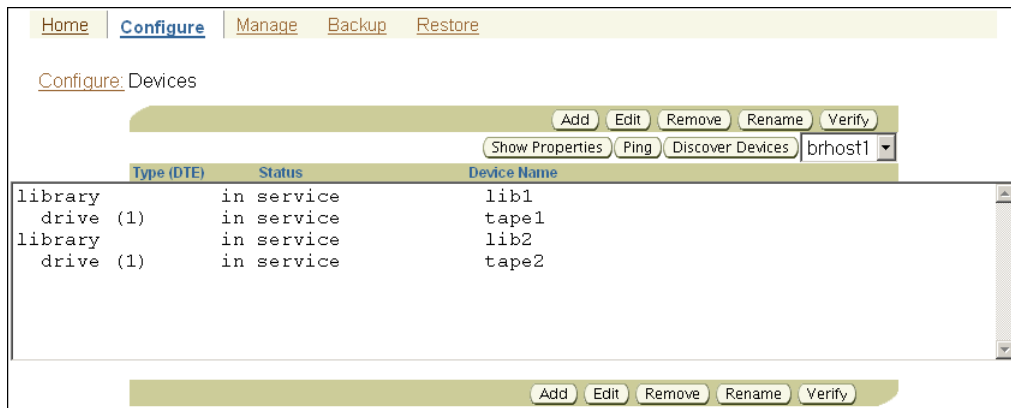 Home Configure Manage Backup Restore
Configure: Devices
Add Edit Remove Rename Verify
Show Properties Ping Discover Devices brhost1
Type (DTE) Status Device Name
library in service lib1
drive (1) in service tape1
library in service lib2
drive (1) in service tape2
Add Edit Remove Rename Verify